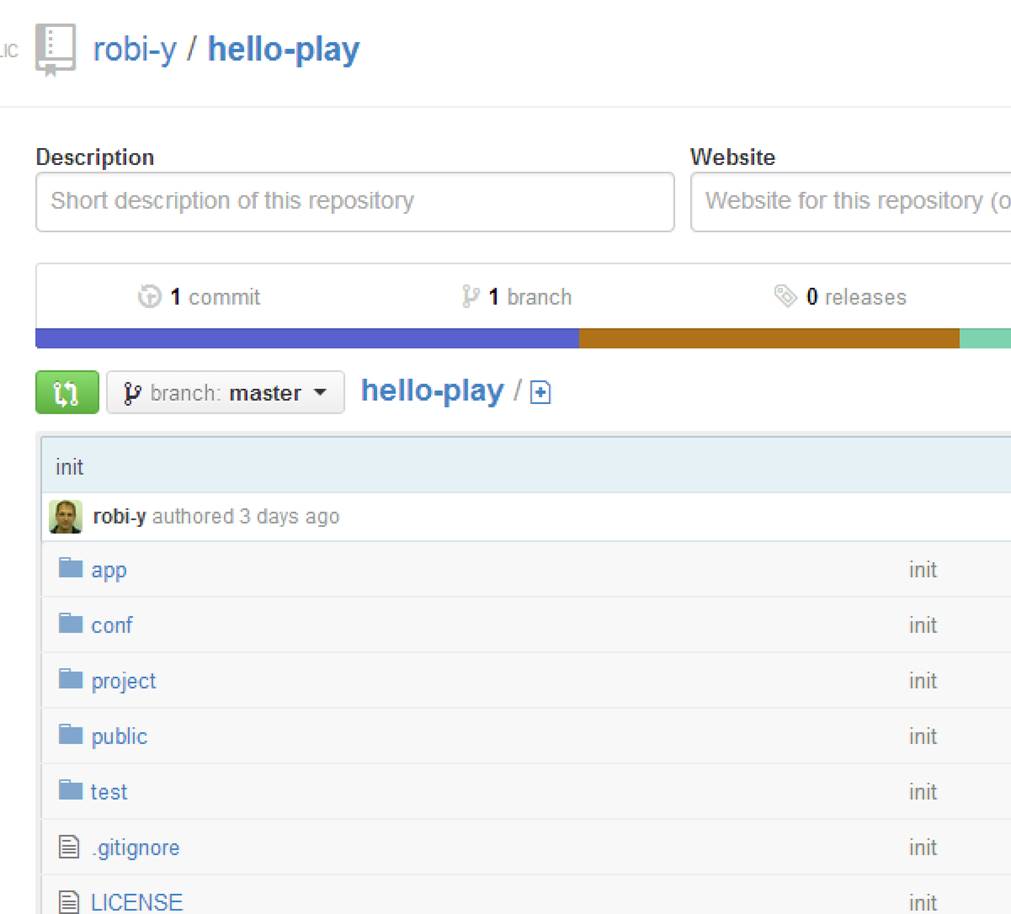 LIC robi-y / hello-play
Description Website
Short description of this repository Website for this repository (o
1 commit 1 branch 0 releases
branch: master hello-play /
init
robi-y authored 3 days ago
app init
conf init
project init
public init
test init
.gitignore init
LICENSE init